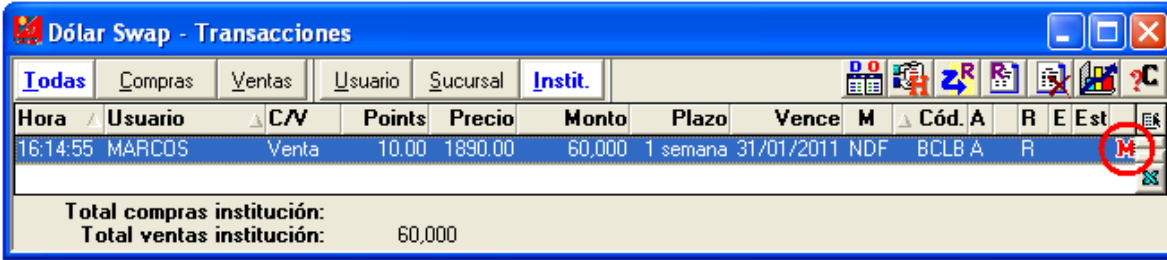 Dólar Swap - Transacciones
Todas Compras Ventas Usuario Sucursal Instit. D O H zR R ?C
Hora Usuario C/V Points Precio Monto Plazo Vence M Cód. A R E Est
16:14:55 MARCOS Venta 10.00 1890.00 60,000 1 semana 31/01/2011 NDF BCLB A R M
Total compras institución:
Total ventas institución: 60,000